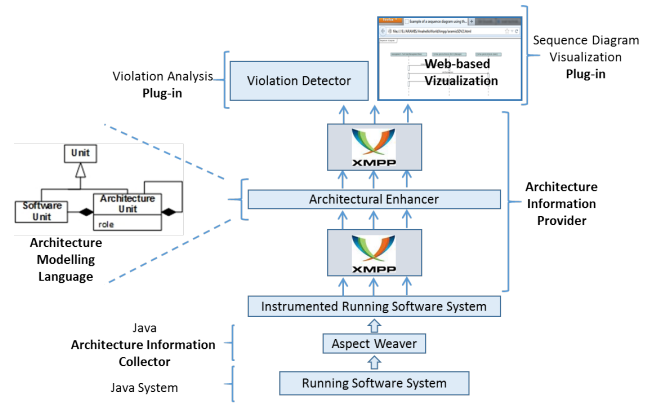 Sequence Diagram
Visualization
Plug-in
Violation Analysis
Plug-in
Violation Detector
Web-based
Vizualization
XMPP
Unit
Software
Unit
Architecture
Unit
role
Architecture
Modelling
Language
Architectural Enhancer
Architecture
Information
Provider
XMPP
Instrumented Running Software System
Java
Architecture Information
Collector
Aspect Weaver
Java System
Running Software System